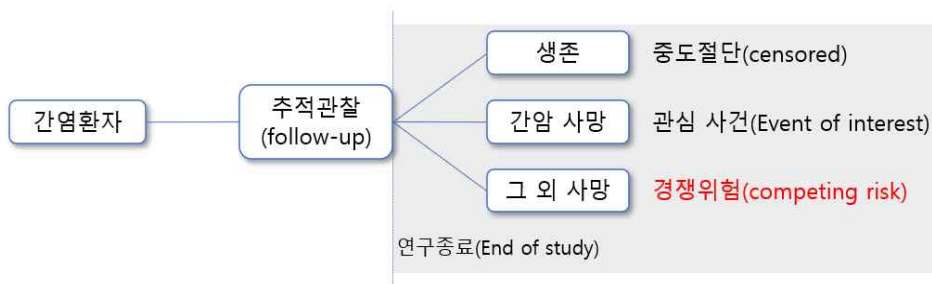 간염환자
추적관찰
(follow-up)
생존
중도절단(censored)
간암 사망
관심 사건(Event of interest)
그 외 사망
경쟁위험(competing risk)
연구종료(End of study)